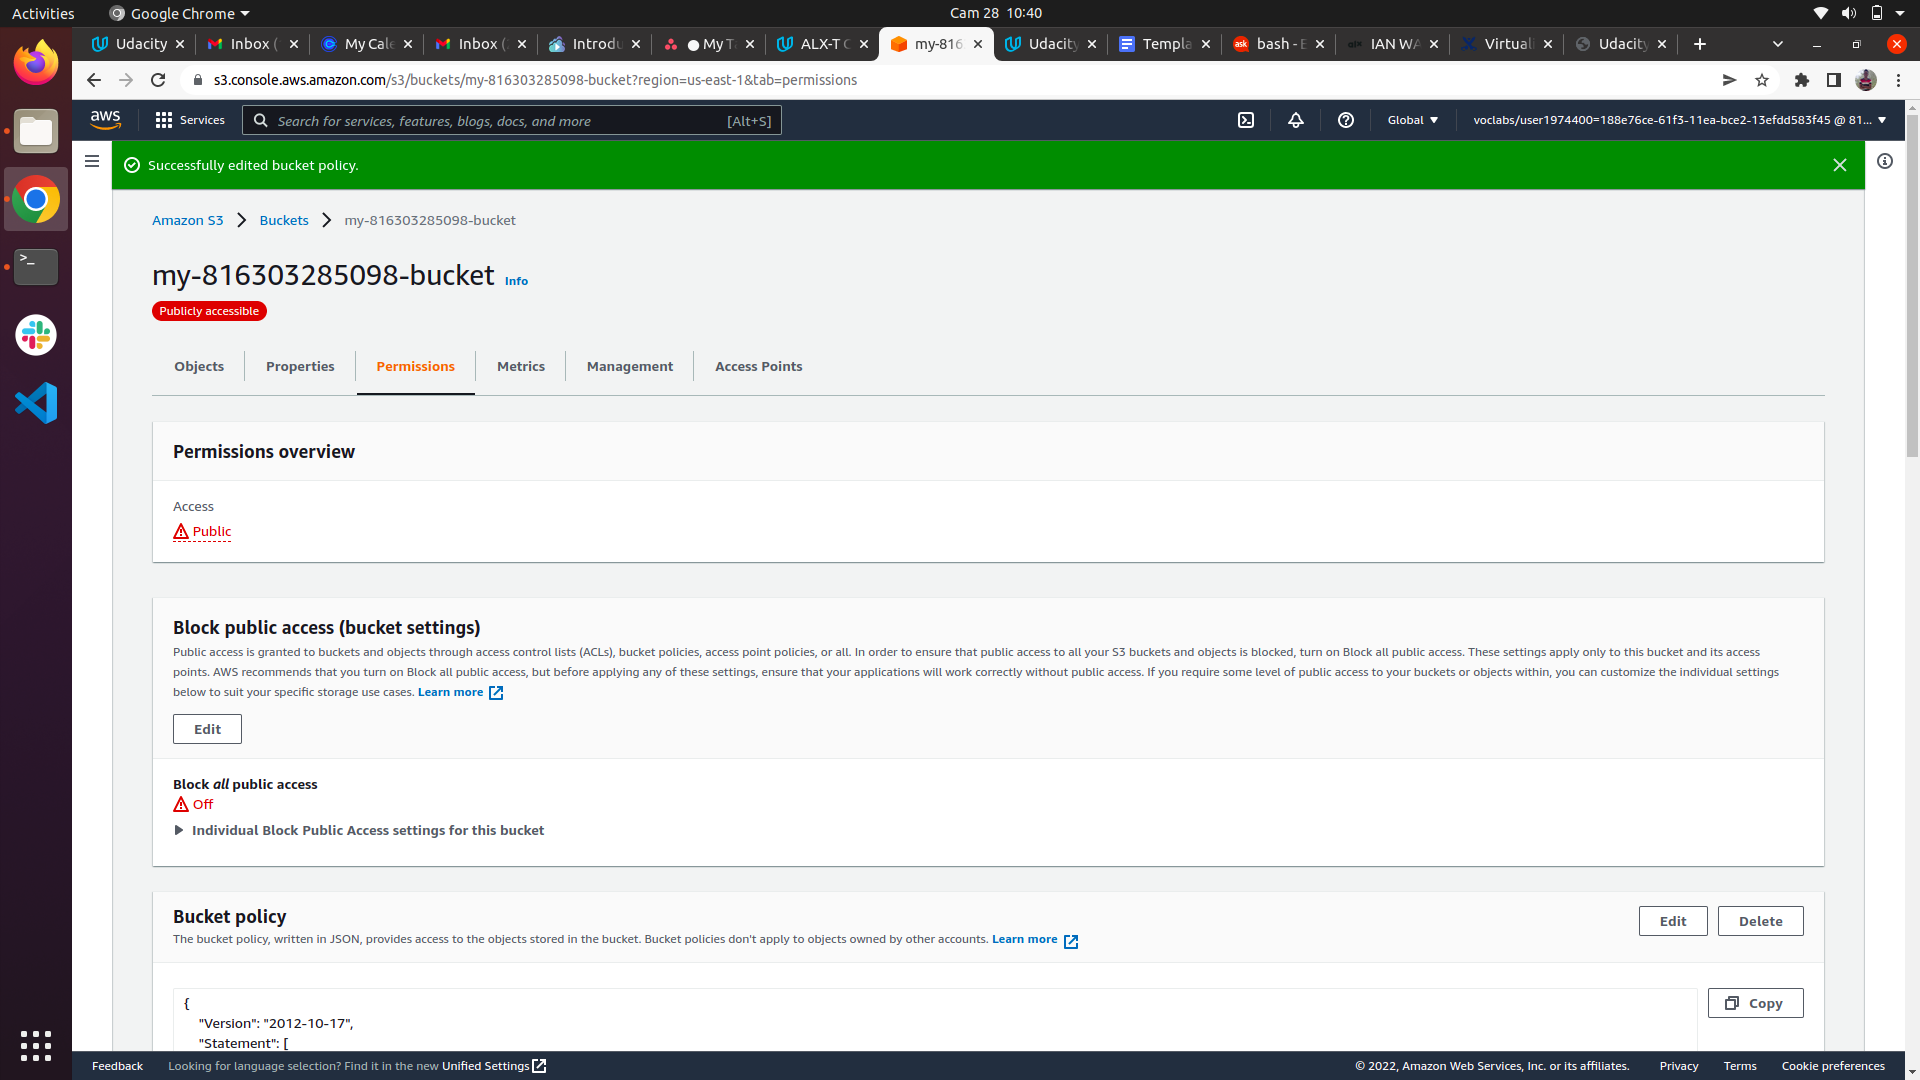 Activities
Google Chrome
Cam 28 10:40
Udacity
Inbox (
My Cale
Inbox (
Introdu
My T
ALX-T C
my-816
Udacity
Templa
bash - E
IAN WA
Virtual
Udacity
s3.console.aws.amazon.com/s3/buckets/my-816303285098-bucket?region=us-east-1&tab=permissions
aws
Services
Search for services, features, blogs, docs, and more
[Alt+S]
Global
voclabs/user1974400=188e76ce-61f3-11ea-bce2-13efdd583f45 @ 81...
Successfully edited bucket policy.
Amazon S3
Buckets
my-816303285098-bucket
my-816303285098-bucket
Info
Publicly accessible
Objects
Properties
Permissions
Metrics
Management
Access Points
Permissions overview
Access
Public
Block public access (bucket settings)
Public access is granted to buckets and objects through access control lists (ACLs), bucket policies, access point policies, or all. In order to ensure that public access to all your S3 buckets and objects is blocked, turn on Block all public access. These settings apply only to this bucket and its access
points. AWS recommends that you turn on Block all public access, but before applying any of these settings, ensure that your applications will work correctly without public access. If you require some level of public access to your buckets or objects within, you can customize the individual settings
below to suit your specific storage use cases. Learn more
Edit
Block all public access
Off
Individual Block Public Access settings for this bucket
Bucket policy
The bucket policy, written in JSON, provides access to the objects stored in the bucket. Bucket policies don't apply to objects owned by other accounts. Learn more
Edit
Delete
{
"Version": "2012-10-17",
"Statement": [
Copy
Feedback
Looking for language selection? Find it in the new Unified Settings
© 2022, Amazon Web Services, Inc. or its affiliates.
Privacy
Terms
Cookie preferences